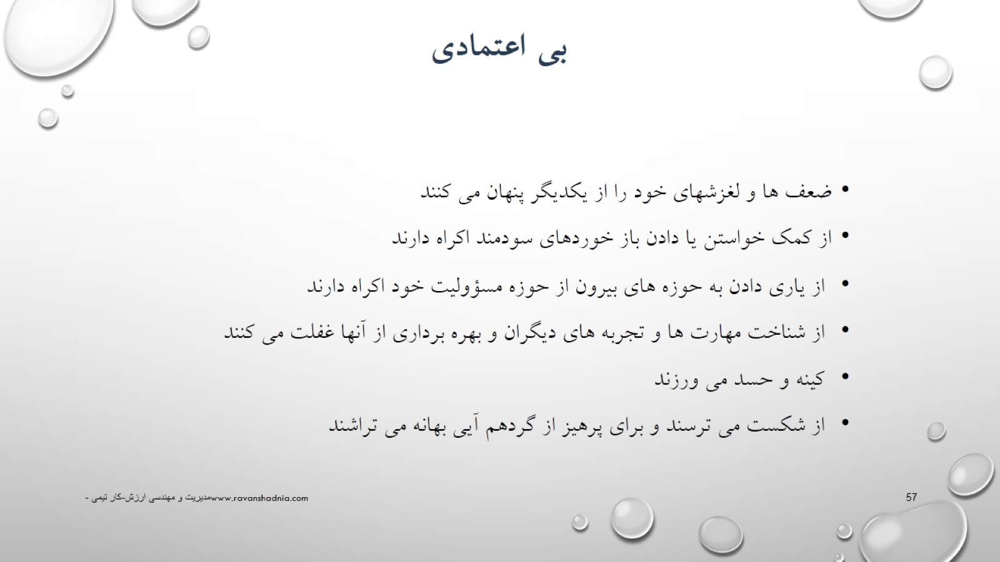 بی اعتمادی
• ضعف ها و لغزشهای خود را از یکدیگر پنهان می کنند
• از کمک خواستن یا دادن باز خوردهای سودمند اکراه دارند
• از یاری دادن به حوزه های بیرون از حوزه مسؤولیت خود اکراه دارند
• از شناخت مهارت ها و تجربه های دیگران و بهره برداری از آنها غفلت می کنند
• کینه و حسد می ورزند
• از شکست می ترسند و برای پرهیز از گردهم آیی بهانه می تراشند
www.ravanshadnia.comمدیریت و مهندسی ارزش-کار تیمی -
57